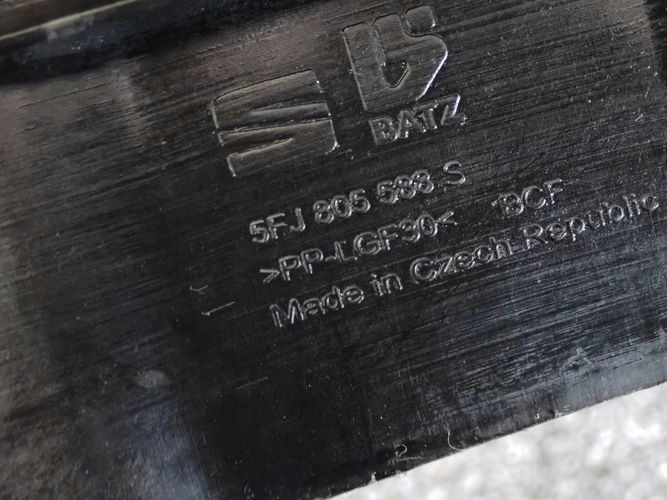 BATZ
5FJ 805 588 S
>PP-LGF30< BCF
Made in Czech Republic